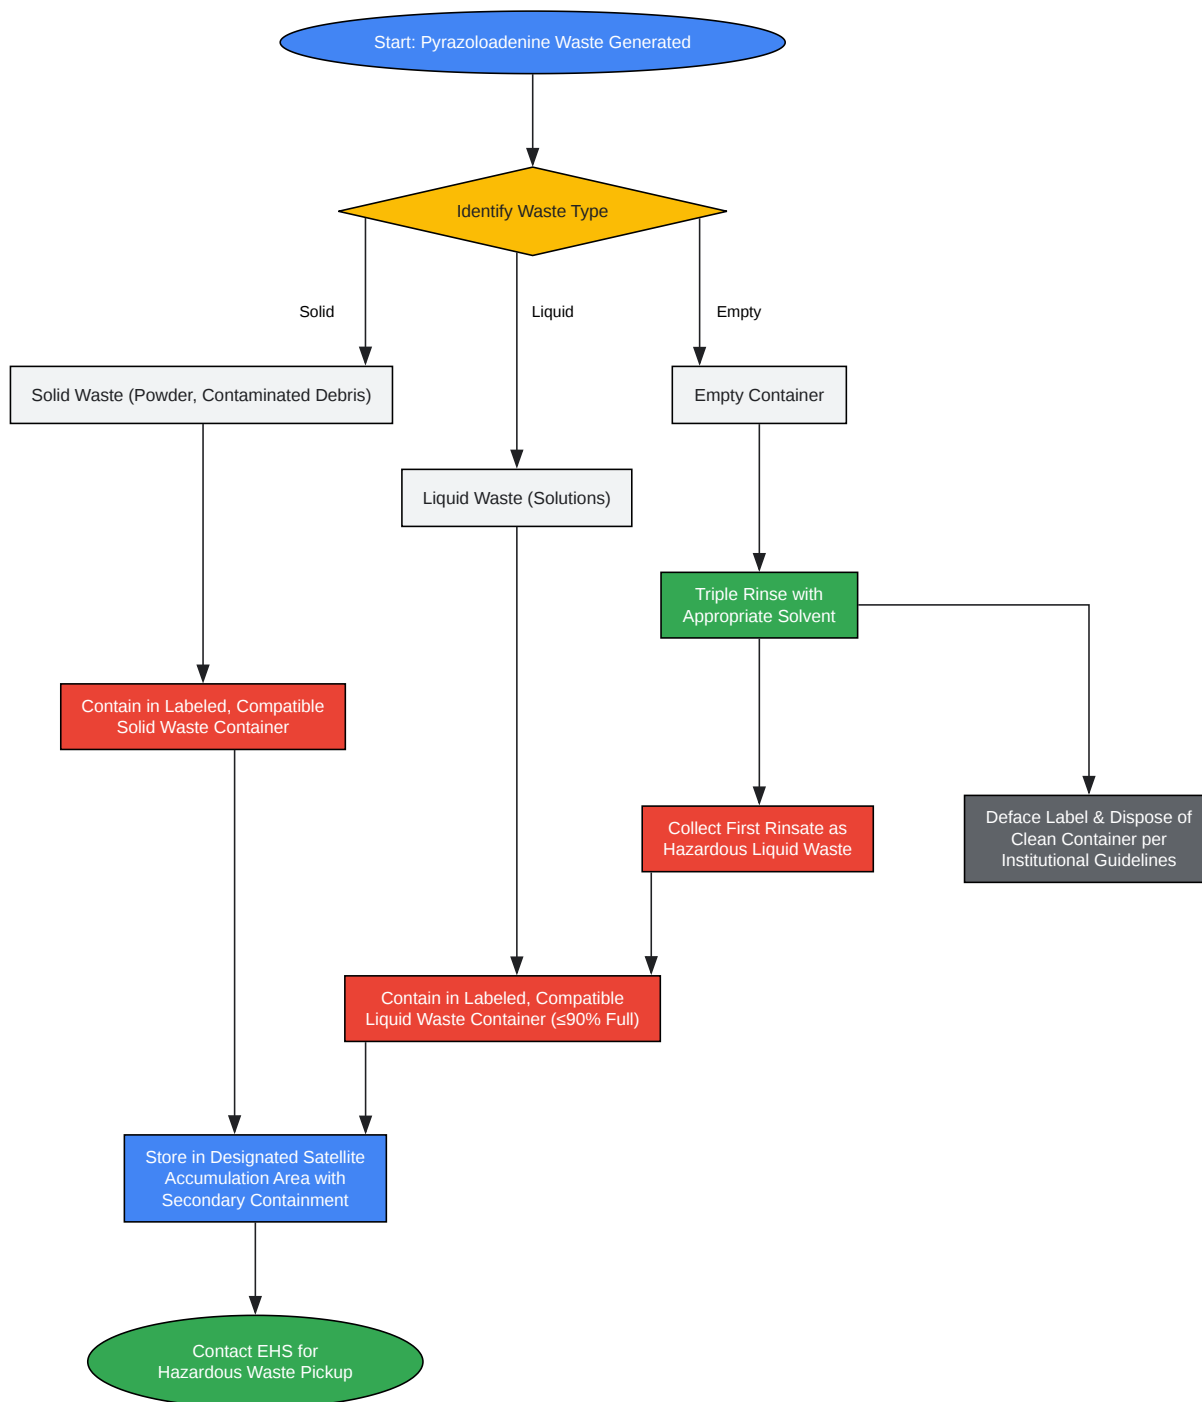 Start: Pyrazoloadenine Waste Generated
Identify Waste Type
Solid
Liquid
Empty
Solid Waste (Powder, Contaminated Debris)
Empty Container
Liquid Waste (Solutions)
Triple Rinse with
Appropriate Solvent
Contain in Labeled, Compatible
Solid Waste Container
Collect First Rinsate as
Hazardous Liquid Waste
Deface Label & Dispose of
Clean Container per
Institutional Guidelines
Contain in Labeled, Compatible
Liquid Waste Container (≤90% Full)
Store in Designated Satellite
Accumulation Area with
Secondary Containment
Contact EHS for
Hazardous Waste Pickup